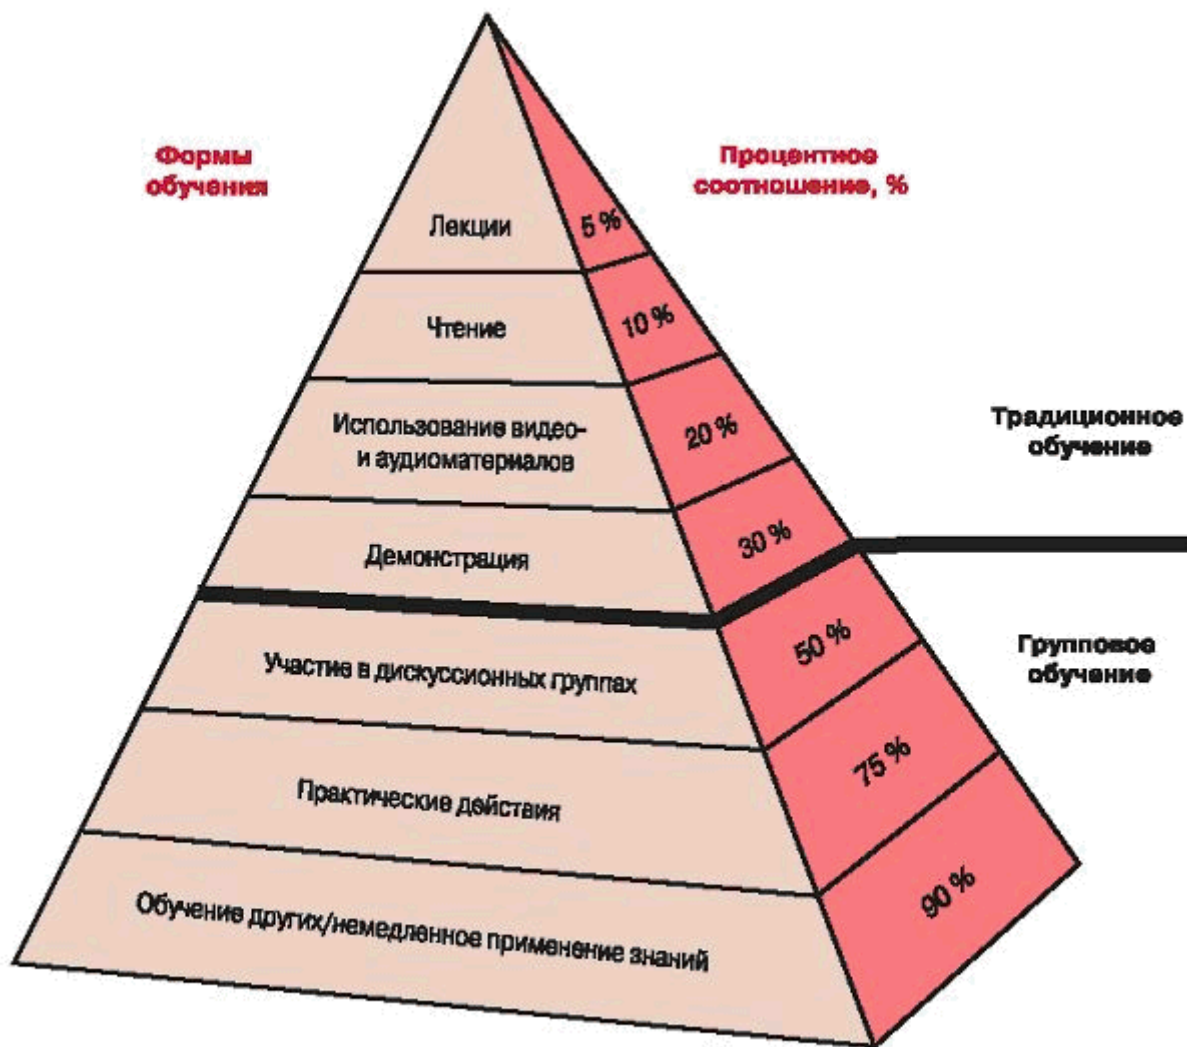 Формы
обучения
Процентное
соотношение, %
Лекции
5 %
Чтение
10 %
Использование видео-
и аудиоматериалов
20 %
Демонстрация
30 %
Традиционное
обучение
Участие в дискуссионных группах
50 %
Групповое
обучение
Практические действия
75 %
Обучение других/немедленное применение знаний
90 %